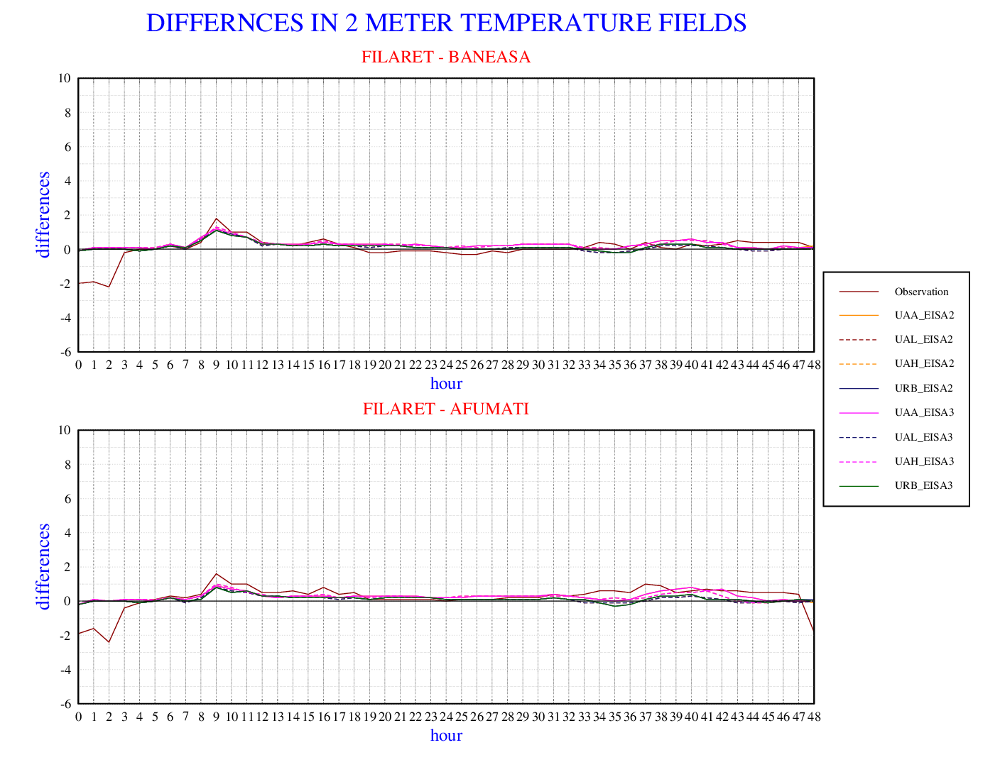 DIFFERNCES IN 2 METER TEMPERATURE FIELDS
FILARET - BANEASA
10
8
6
4
2
0
-2
-4
-6
differences
0 1 2 3 4 5 6 7 8 9 10 11 12 13 14 15 16 17 18 19 20 21 22 23 24 25 26 27 28 29 30 31 32 33 34 35 36 37 38 39 40 41 42 43 44 45 46 47 48
hour
Observation
UAA_EISA2
UAL_EISA2
UAH_EISA2
URB_EISA2
UAA_EISA3
UAL_EISA3
UAH_EISA3
URB_EISA3
FILARET - AFUMATI
10
8
6
4
2
0
-2
-4
-6
differences
0 1 2 3 4 5 6 7 8 9 10 11 12 13 14 15 16 17 18 19 20 21 22 23 24 25 26 27 28 29 30 31 32 33 34 35 36 37 38 39 40 41 42 43 44 45 46 47 48
hour